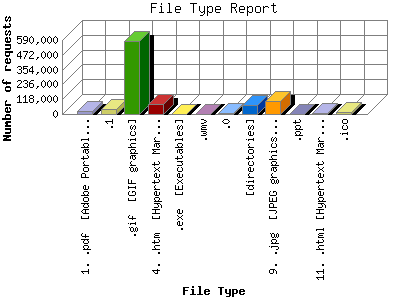 File Type Report
Number of requests
590,000
472,000
354,000
236,000
118,000
0
1. .pdf [Adobe Portabl...
.1
.gif [GIF graphics]
4. .htm [Hypertext Mar...
.exe [Executables]
.wmv
.0
[directories]
9. .jpg [JPEG graphics...
.ppt
11. .html [Hypertext Mar...
.ico
File Type